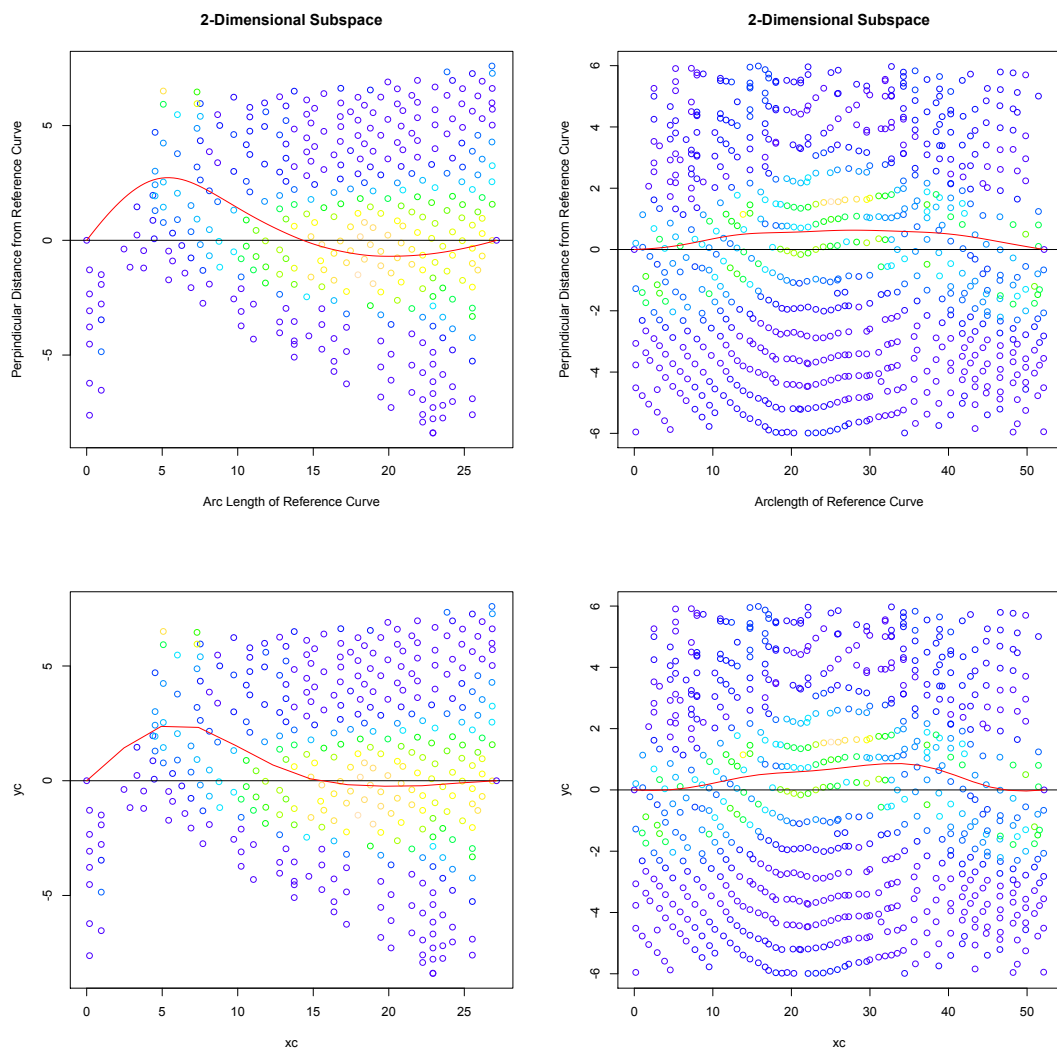 2-Dimensional Subspace
Perpindicular Distance from Reference Curve
5
0
-5
0 5 10 15 20 25
Arc Length of Reference Curve
2-Dimensional Subspace
Perpindicular Distance from Reference Curve
6
4
2
0
-2
-4
-6
0 10 20 30 40 50
Arclength of Reference Curve
yc
5
0
-5
0 5 10 15 20 25
xc
yc
6
4
2
0
-2
-4
-6
0 10 20 30 40 50
xc